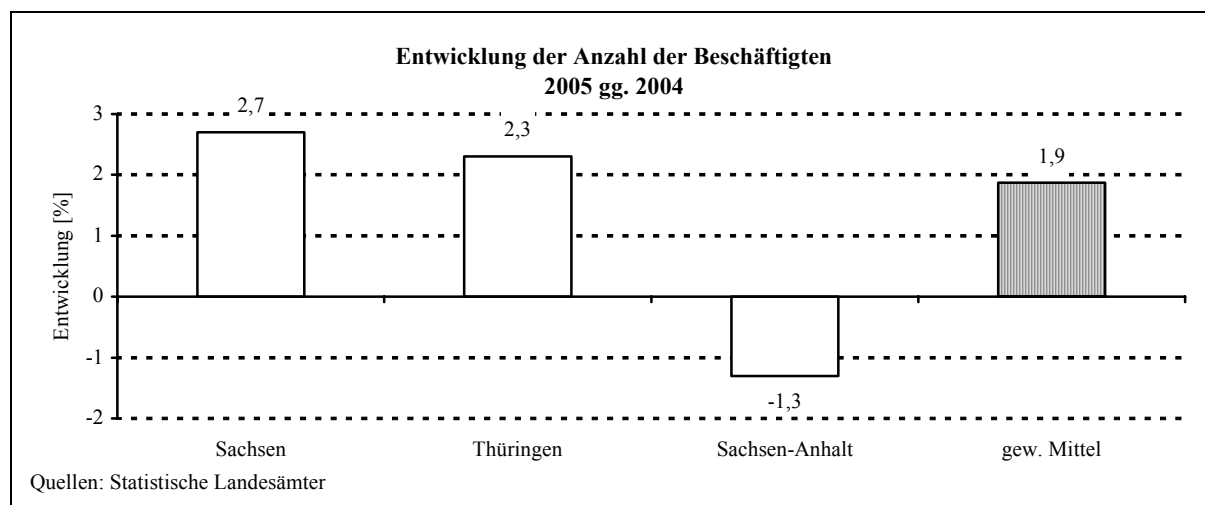 Entwicklung der Anzahl der Beschäftigten
2005 gg. 2004
Entwicklung [%]
3
2
1
0
-1
-2
2,7
2,3
-1,3
1,9
Sachsen
Thüringen
Sachsen-Anhalt
gew. Mittel
Quellen: Statistische Landesämter